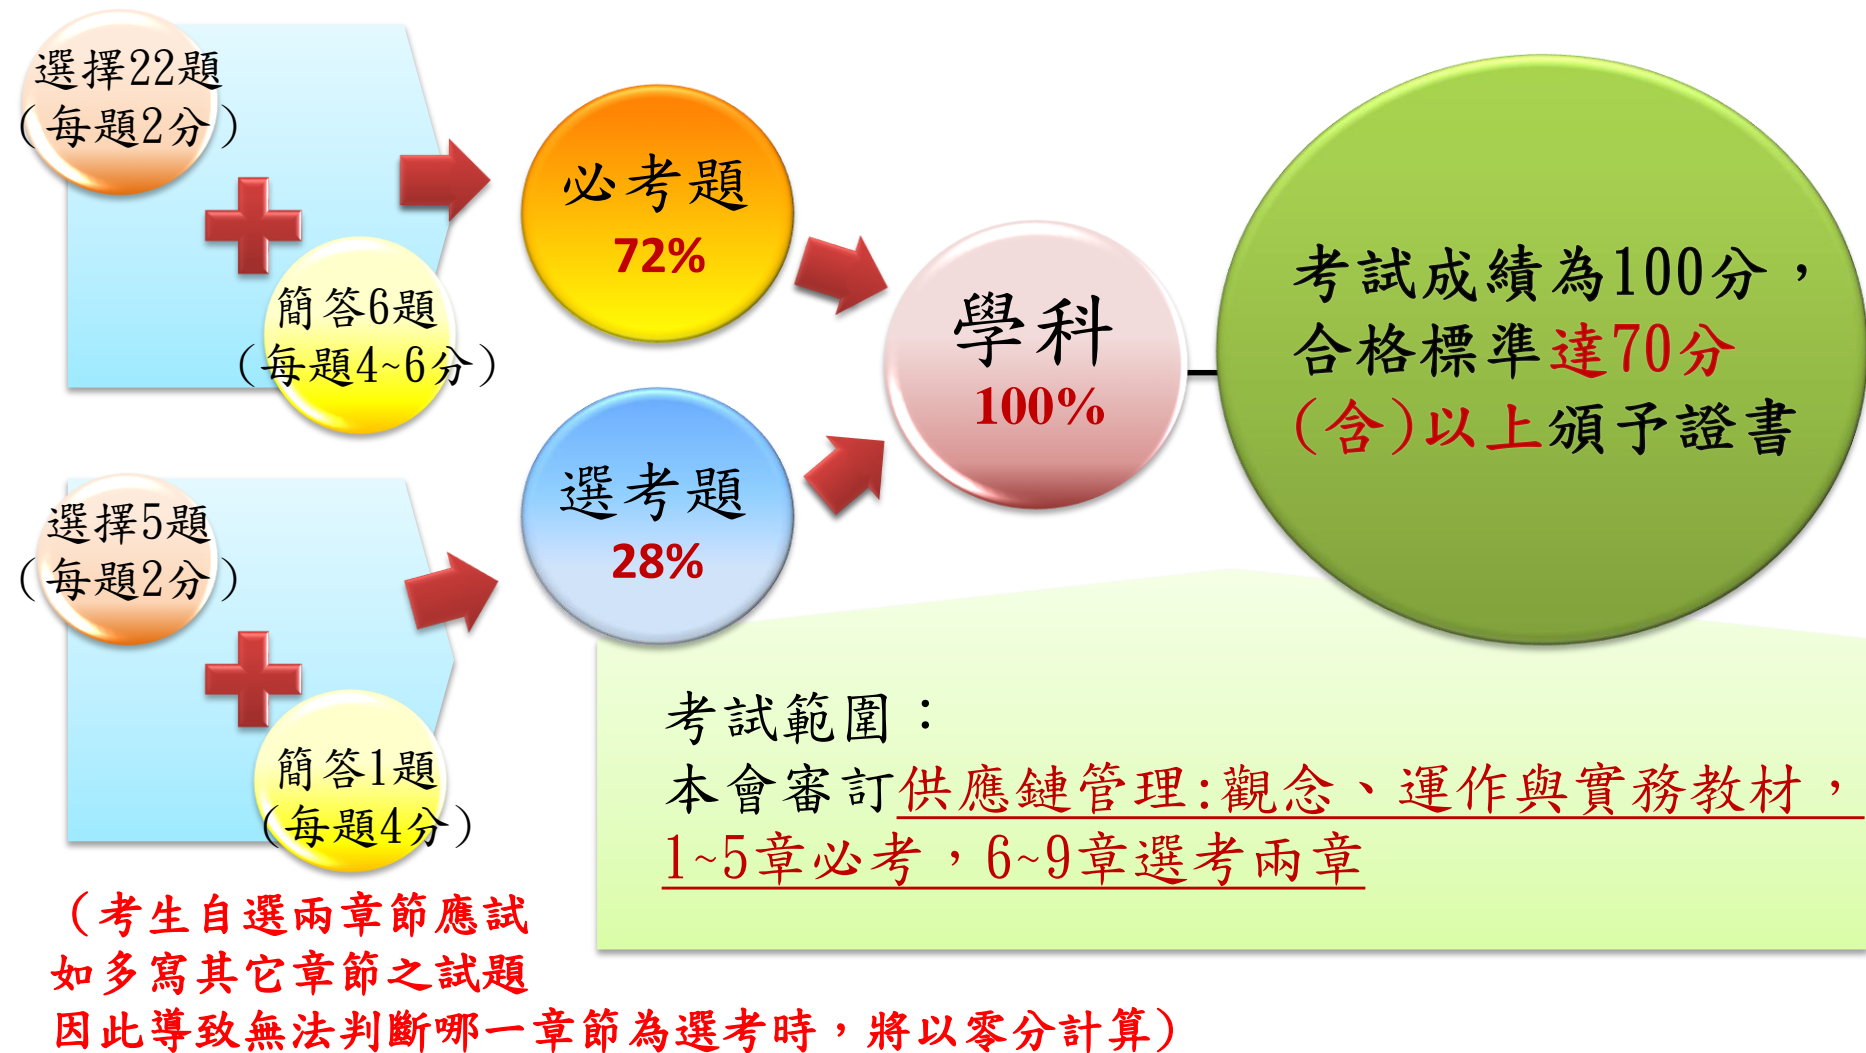 選擇22題
(每題2分)
簡答6題
(每題4~6分)
必考題
72%
選擇5題
(每題2分)
簡答1題
(每題4分)
選考題
28%
學科
100%
考試成績為100分，
合格標準達70分
(含)以上頒予證書
考試範圍：
本會審訂供應鏈管理:觀念、運作與實務教材，
1~5章必考，6~9章選考兩章
(考生自選兩章節應試
如多寫其它章節之試題
因此導致無法判斷哪一章節為選考時，將以零分計算)